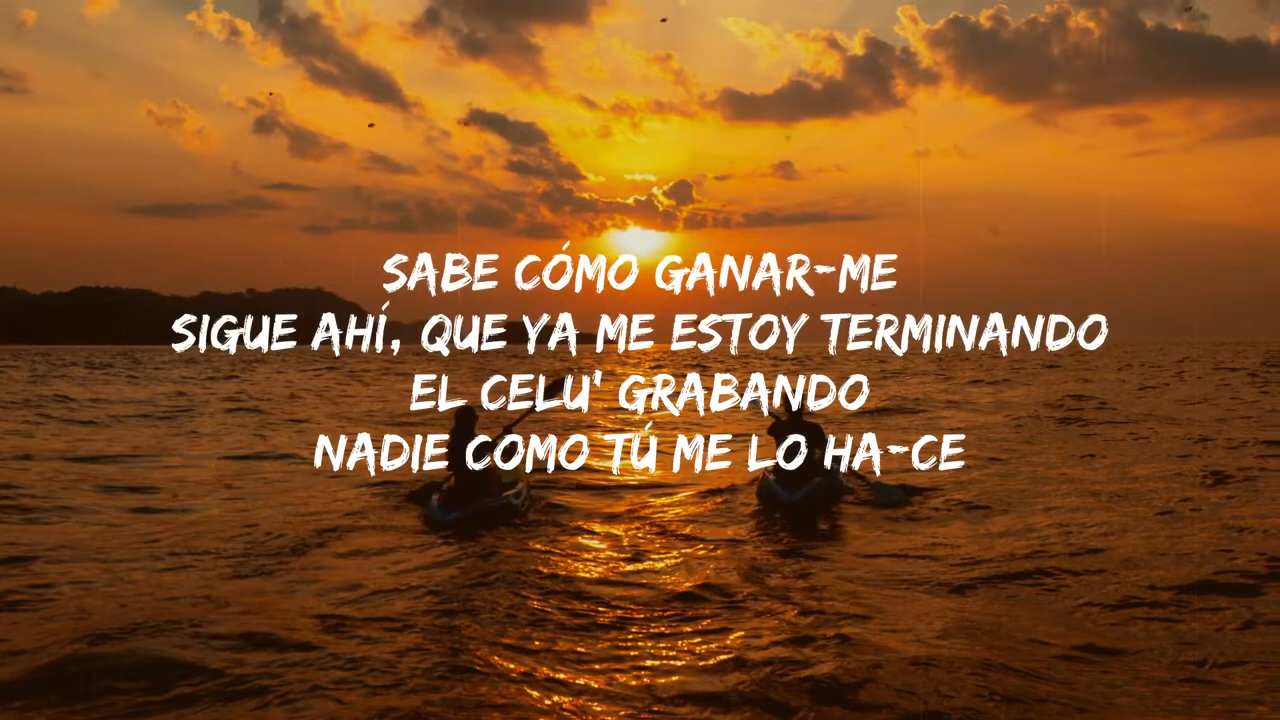 SABE CÓMO GANAR-ME
SIGUE AHÍ, QUE YA ME ESTOY TERMINANDO
EL CELU' GRABANDO
NADIE COMO TÚ ME LO HA-CE